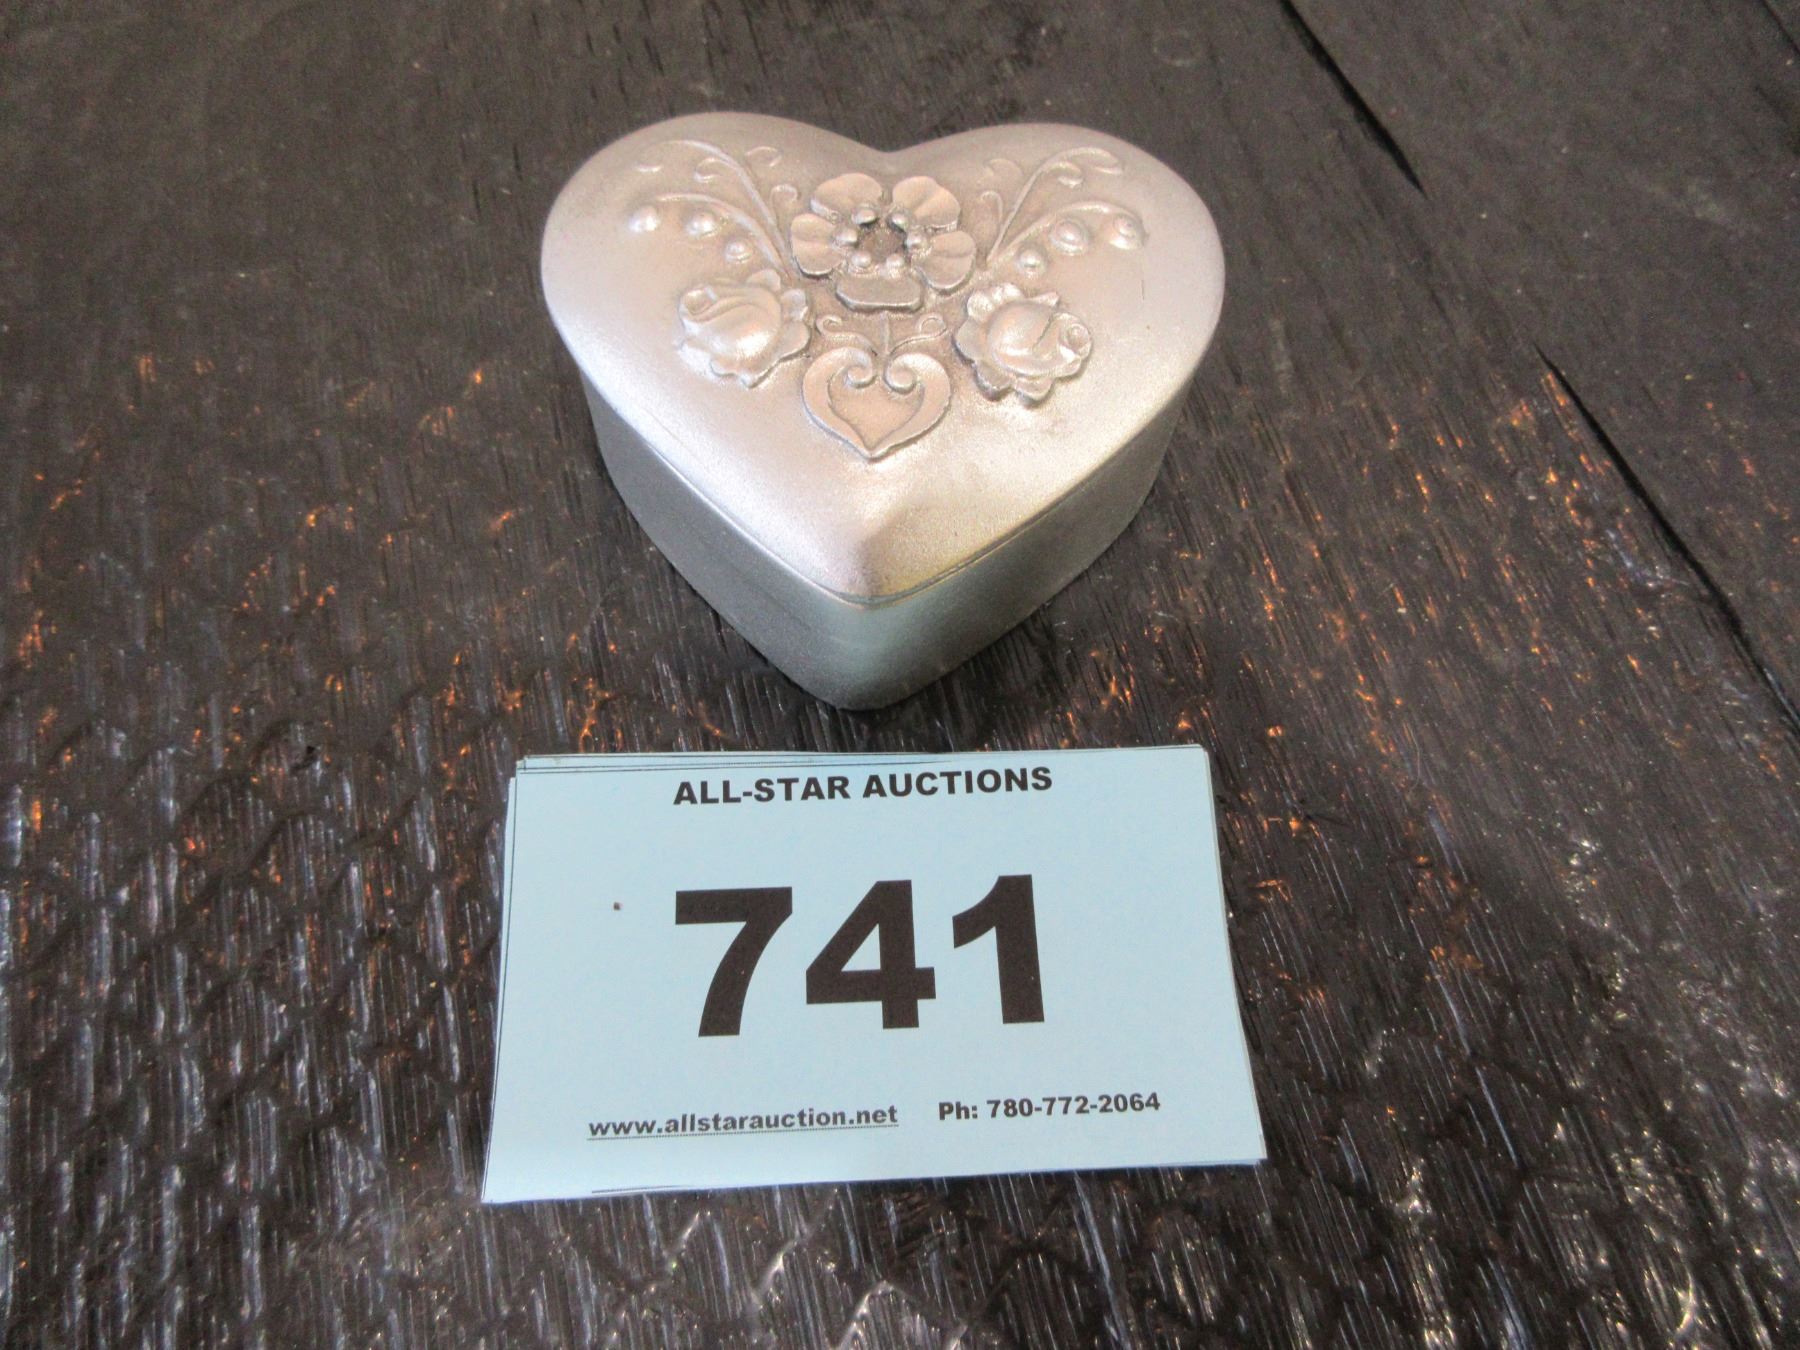 ALL-STAR AUCTIONS
741
www.allstarauction.net Ph: 780-772-2064